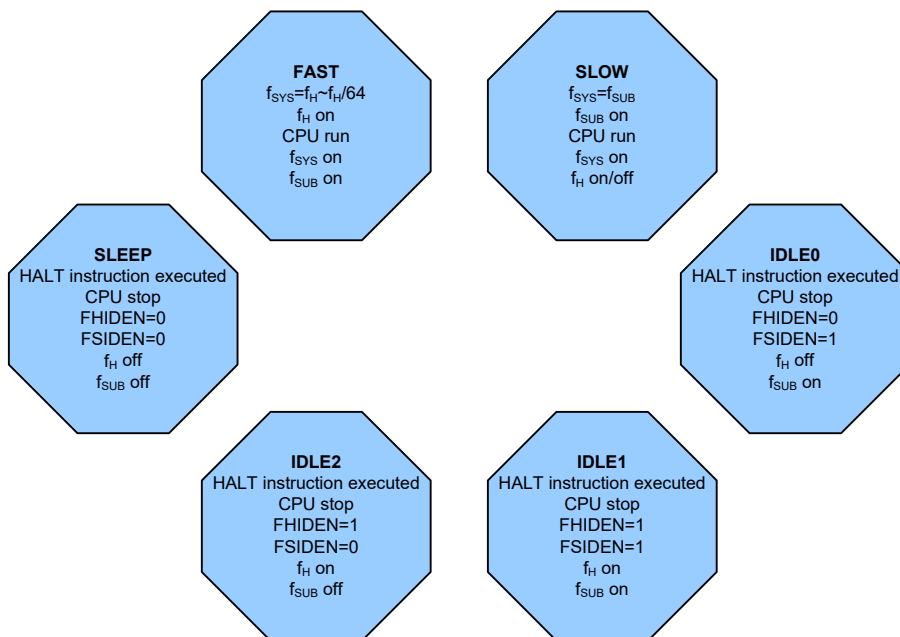 FAST
fSYS=fH~fH/64
fH on
CPU run
fSYS on
fSUB on
SLOW
fSYS=fSUB
fSUB on
CPU run
fSYS on
fH on/off
SLEEP
HALT instruction executed
CPU stop
FHIDEN=0
FSIDEN=0
fH off
fSUB off
IDLE0
HALT instruction executed
CPU stop
FHIDEN=0
FSIDEN=1
fH off
fSUB on
IDLE2
HALT instruction executed
CPU stop
FHIDEN=1
FSIDEN=0
fH on
fSUB off
IDLE1
HALT instruction executed
CPU stop
FHIDEN=1
FSIDEN=1
fH on
fSUB on